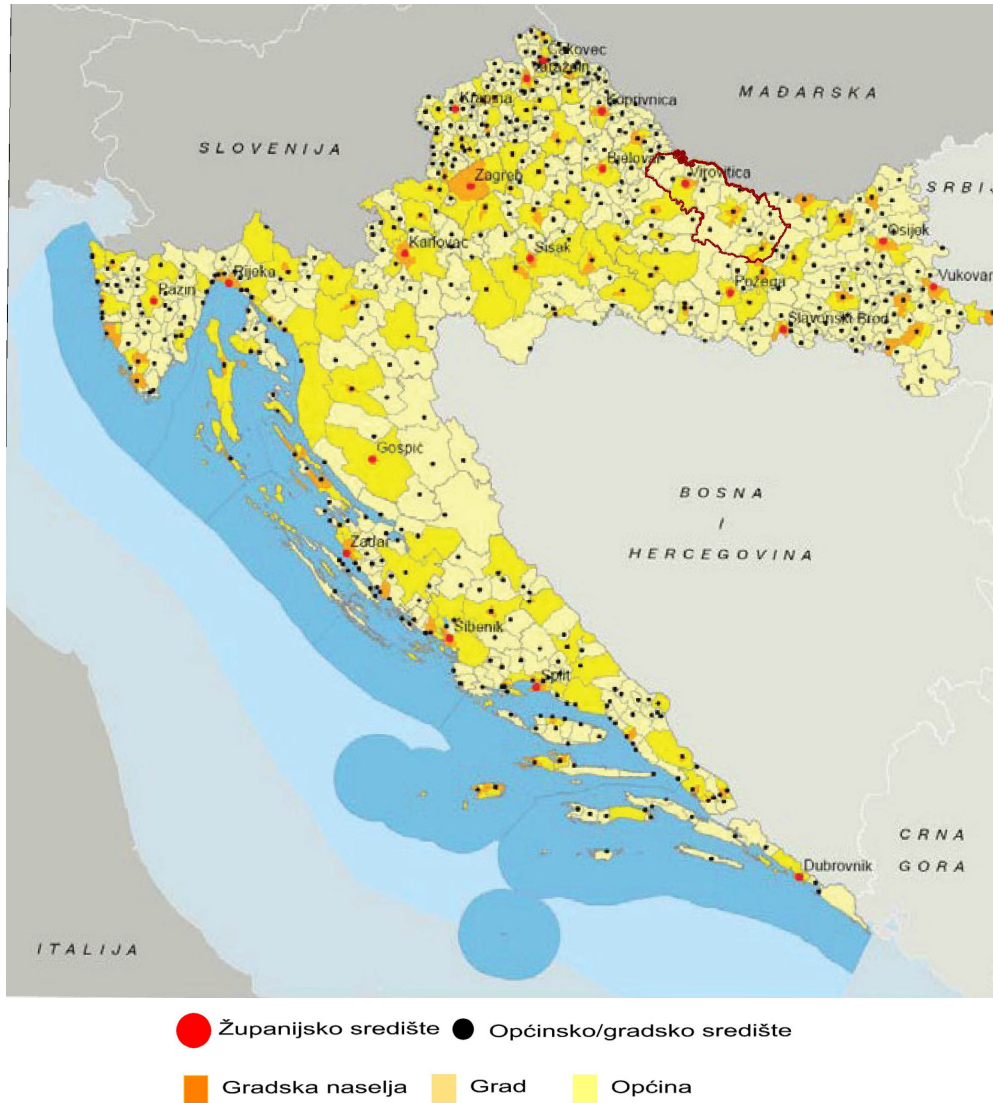 Čakovec
Varaždin
Krapina
Koprivnica
MAĐARSKA
SLOVENIJA
Bjelovar
Virovitica
Zagreb
SRBIJ
Karlovac
Sisak
Osijek
Rijeka
Pazin
Požega
Vukovar
Slavonski Brod
Gospić
BOSNA
I
HERCEGOVINA
Zadar
Šibenik
Split
CRNA
GORA
Dubrovnik
ITALIJA
Županijsko središte
Općinsko/gradsko središte
Gradska naselja
Grad
Općina